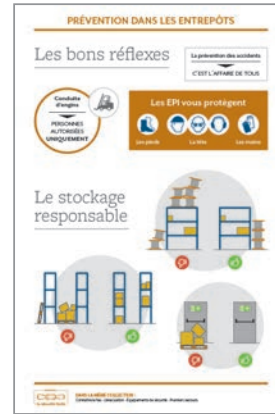 PRÉVENTION DANS LES ENTREPÔTS
Les bons réflexes
La prévention des accidents
C'EST L'AFFAIRE DE TOUS
Conduite
d'engins
PERSONNES
AUTORISÉES
UNIQUEMENT
Les EPI vous protègent
Les pieds
La tête
Les mains
Le stockage
responsable
DANS LA MÊME COLLECTION :